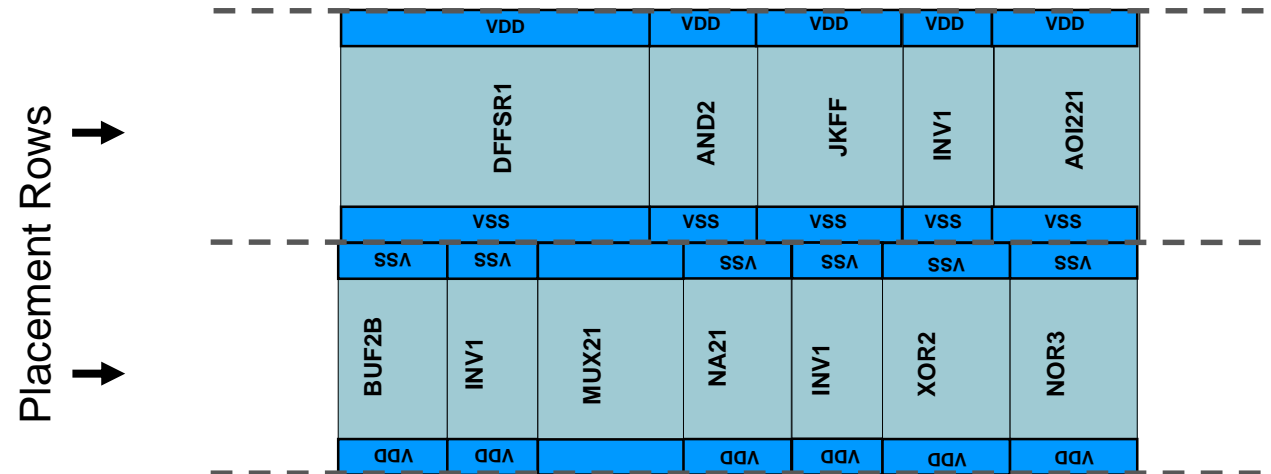 Placement Rows
VDD VDD VDD VDD VDD
DFFSR1 AND2 JKFF INV1 AOI221
VSS VSS VSS VSS VSS
VSS VSS VSS VSS VSS VSS
BUF2B INV1 MUX21 NA21 INV1 XOR2 NOR3
VDD VDD VDD VDD VDD VDD